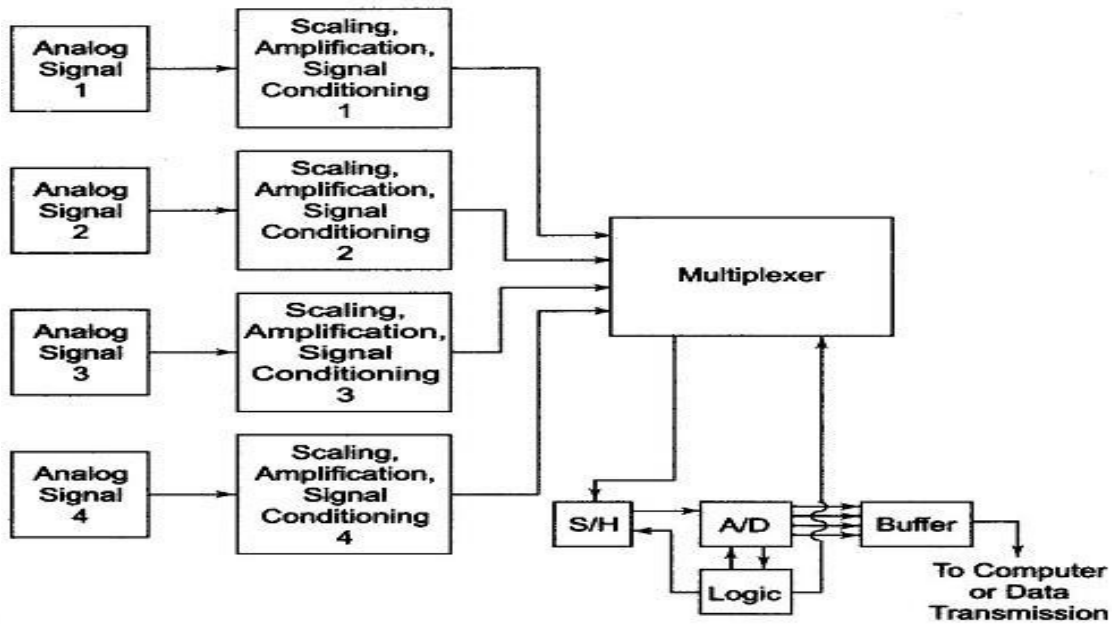 Analog
Signal
1
Scaling,
Amplification,
Signal
Conditioning
1
Analog
Signal
2
Scaling,
Amplification,
Signal
Conditioning
2
Analog
Signal
3
Scaling,
Amplification,
Signal
Conditioning
3
Analog
Signal
4
Scaling,
Amplification,
Signal
Conditioning
4
Multiplexer
S/H
A/D
Buffer
Logic
To Computer
or Data
Transmission